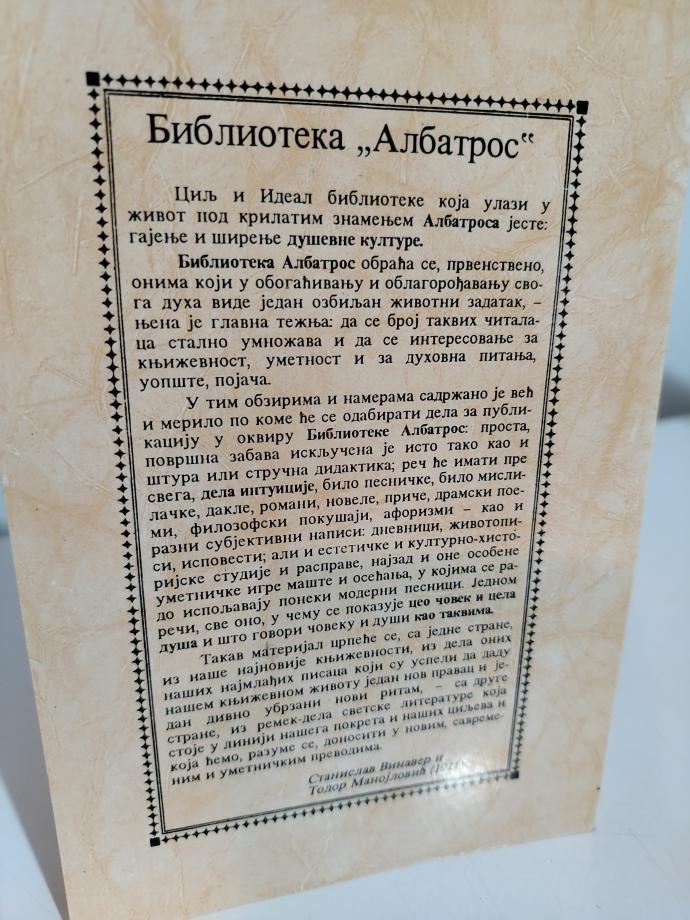 Библиотека „Албатрос“
Циљ и Идеал библиотеке која улази у
живот под крилатим знамењем Албатроса јесте:
гајење и ширење душевне културе.
Библиотека Албатрос обраћа се, првенствено,
онима који у обогаћивању и облагорођавању сво-
га духа виде један озбиљан животни задатак, –
њена је главна тежња: да се број таквих читала-
ца стално умножава и да се интересовање за
књижевност, уметност и за духовна питања,
уопште, појача.
У тим обзирима и намерама садржано је већ
и мерило по коме ће се одабирати дела за публи-
кацију у оквиру Библиотеке Албатрос: проста,
површна забава искључена је исто тако као и
штура или стручна дидактика; реч ће имати пре
свега, дела интуиције, било песничке, било мисли-
лачке, дакле, романи, новеле, приче, драмски пое-
ми, филозофски покушаји, афоризми – као и
разни субјективни написи: дневници, животопи-
си, исповести; али и естетичке и културно-хисто-
ријске студије и расправе, најзад и оне особене
уметничке игре маште и осећања, у којима се ра-
до испољавају понеки модерни песници. Једном
речи, све оно, у чему се показује цео човек и цела
душа и што говори човеку и души као таквима.
Такав материјал црпеће се, са једне стране,
из наше најновије књижевности, из дела оних
наших најмлађих писаца који су успели да даду
нашем књижевном животу један нов правац и је-
дан дивно убрзани нови ритам, – са друге
стране, из ремек-дела светске литературе која
стоје у линији нашега покрета и наших циљева и
која ћемо, разуме се, доносити у новим, савреме-
ним и уметничким преводима.
Станислав Винавер и
Тодор Манојловић